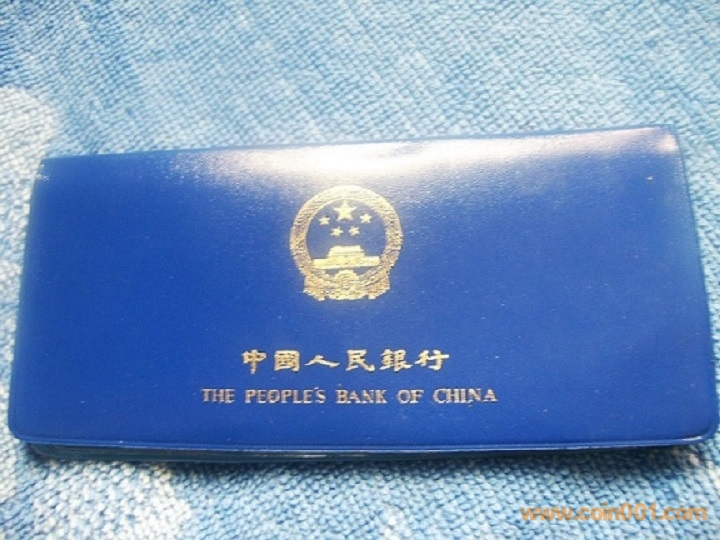 中國人民銀行
THE PEOPLE'S BANK OF CHINA
www.coin001.com